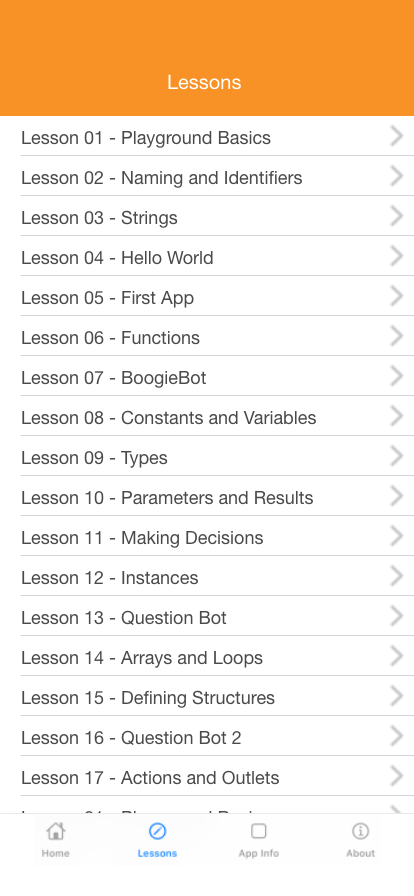 Lessons
Lesson 01 - Playground Basics
Lesson 02 - Naming and Identifiers
Lesson 03 - Strings
Lesson 04 - Hello World
Lesson 05 - First App
Lesson 06 - Functions
Lesson 07 - BoogieBot
Lesson 08 - Constants and Variables
Lesson 09 - Types
Lesson 10 - Parameters and Results
Lesson 11 - Making Decisions
Lesson 12 - Instances
Lesson 13 - Question Bot
Lesson 14 - Arrays and Loops
Lesson 15 - Defining Structures
Lesson 16 - Question Bot 2
Lesson 17 - Actions and Outlets
Home Lessons App Info About